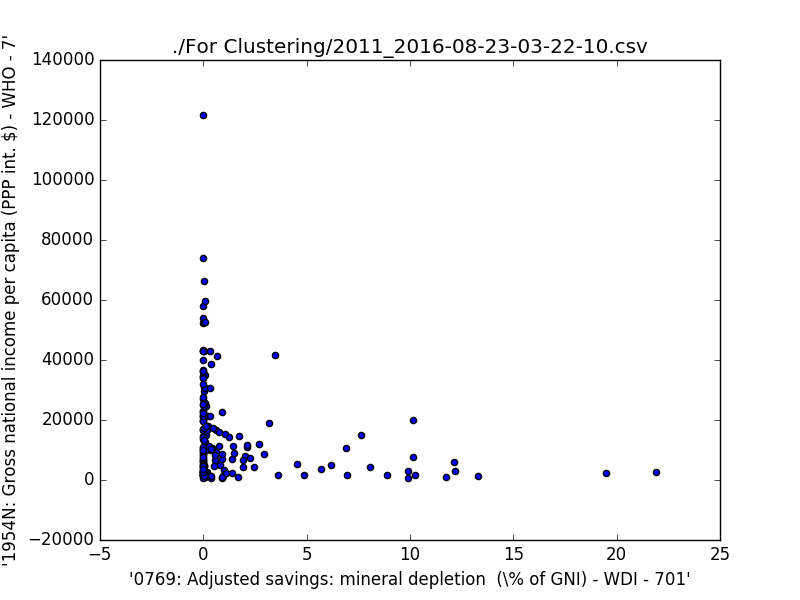 ./For Clustering/2011_2016-08-23-03-22-10.csv
'1954N: Gross national income per capita (PPP int. $) - WHO - 7'
140000
120000
100000
80000
60000
40000
20000
0
−20000
−5 0 5 10 15 20 25
'0769: Adjusted savings: mineral depletion  (\% of GNI) - WDI - 701'